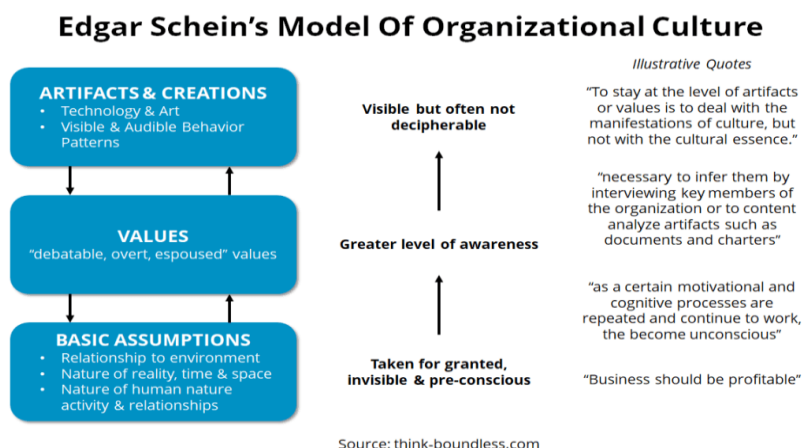 Edgar Schein's Model Of Organizational Culture
ARTIFACTS & CREATIONS
• Technology & Art
• Visible & Audible Behavior
Patterns
VALUES
"debatable, overt, espoused" values
BASIC ASSUMPTIONS
• Relationship to environment
• Nature of reality, time & space
• Nature of human nature
activity & relationships
Visible but often not
decipherable
Greater level of awareness
Taken for granted,
invisible & pre-conscious
Illustrative Quotes
"To stay at the level of artifacts
or values is to deal with the
manifestations of culture, but
not with the cultural essence."
"necessary to infer them by
interviewing key members of
the organization or to content
analyze artifacts such as
documents and charters"
"as a certain motivational and
cognitive processes are
repeated and continue to work,
the become unconscious"
"Business should be profitable"
Source: think-boundless.com